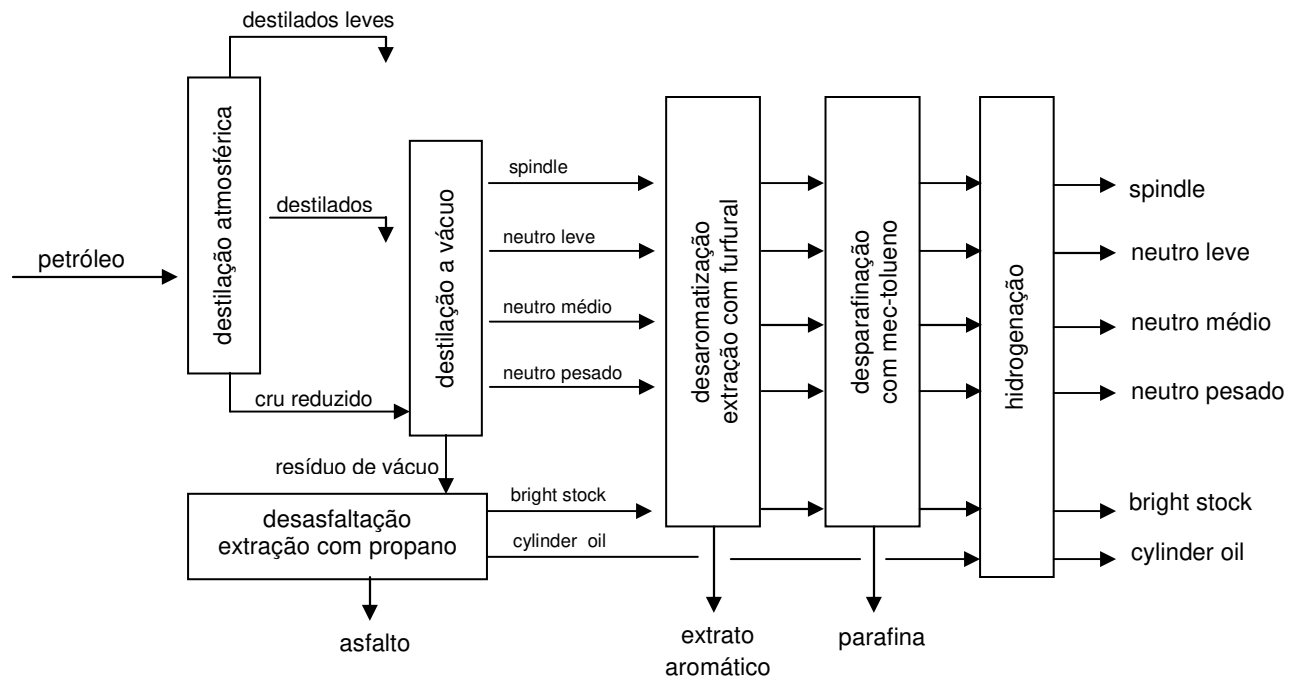 destilados leves
destilação atmosférica
destilados
petróleo
cru reduzido
destilação a vácuo
spindle
neutro leve
neutro médio
neutro pesado
resíduo de vácuo
desasfaltação
extração com propano
bright stock
cylinder oil
asfalto
desaromatização
extração com furfural
extrato
aromático
desparafinação
com mec-tolueno
parafina
hidrogenação
spindle
neutro leve
neutro médio
neutro pesado
bright stock
cylinder oil